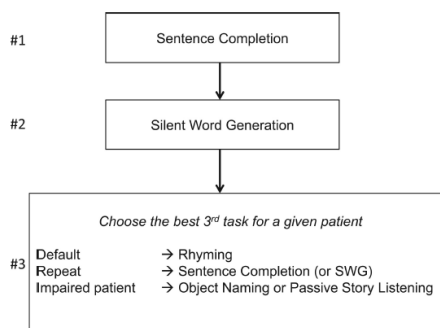 #1 Sentence Completion
#2 Silent Word Generation
Choose the best 3rd task for a given patient
#3
Default → Rhyming
Repeat → Sentence Completion (or SWG)
Impaired patient → Object Naming or Passive Story Listening